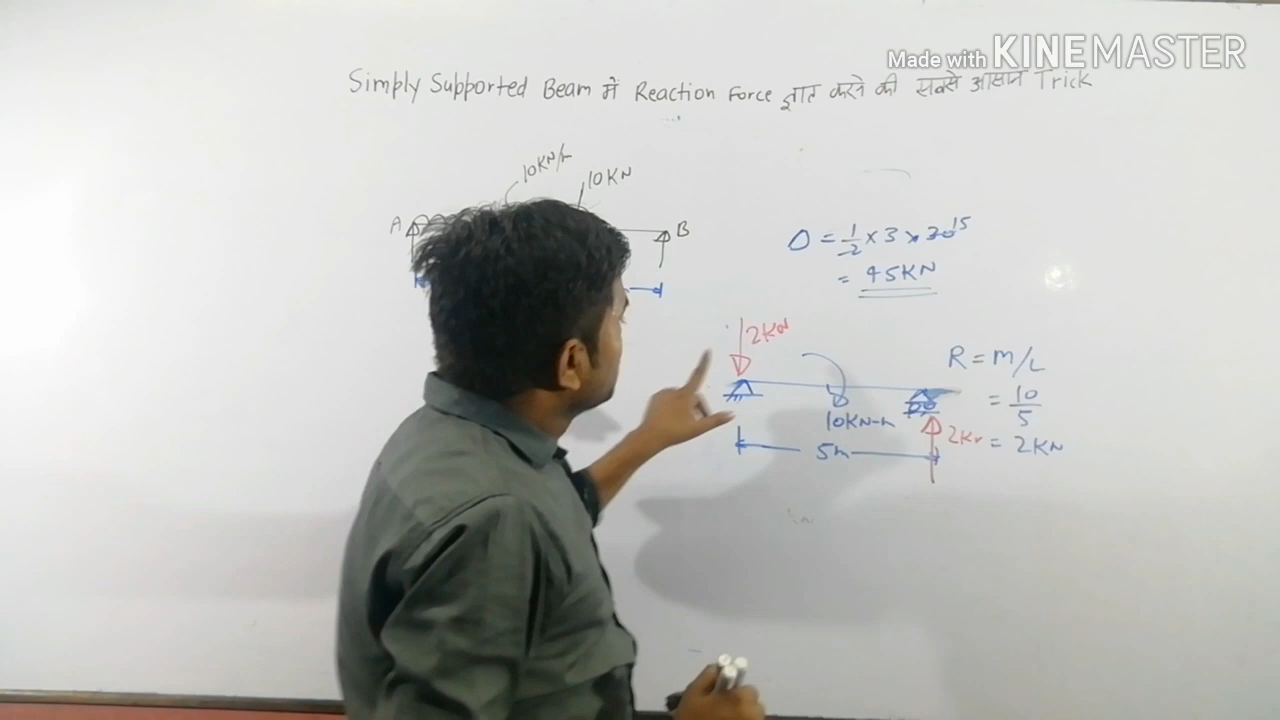 Made with KINEMASTER
Simply Supported Beam में Reaction Force ज्ञात करने की सबसे आसान Trick
10KN/m
10KN
A
B
△ = 1/2 × 3 × 30 15
= 45KN
2KN
R = M/L
= 10/5
= 2KN
10KN-m
5m
2KN